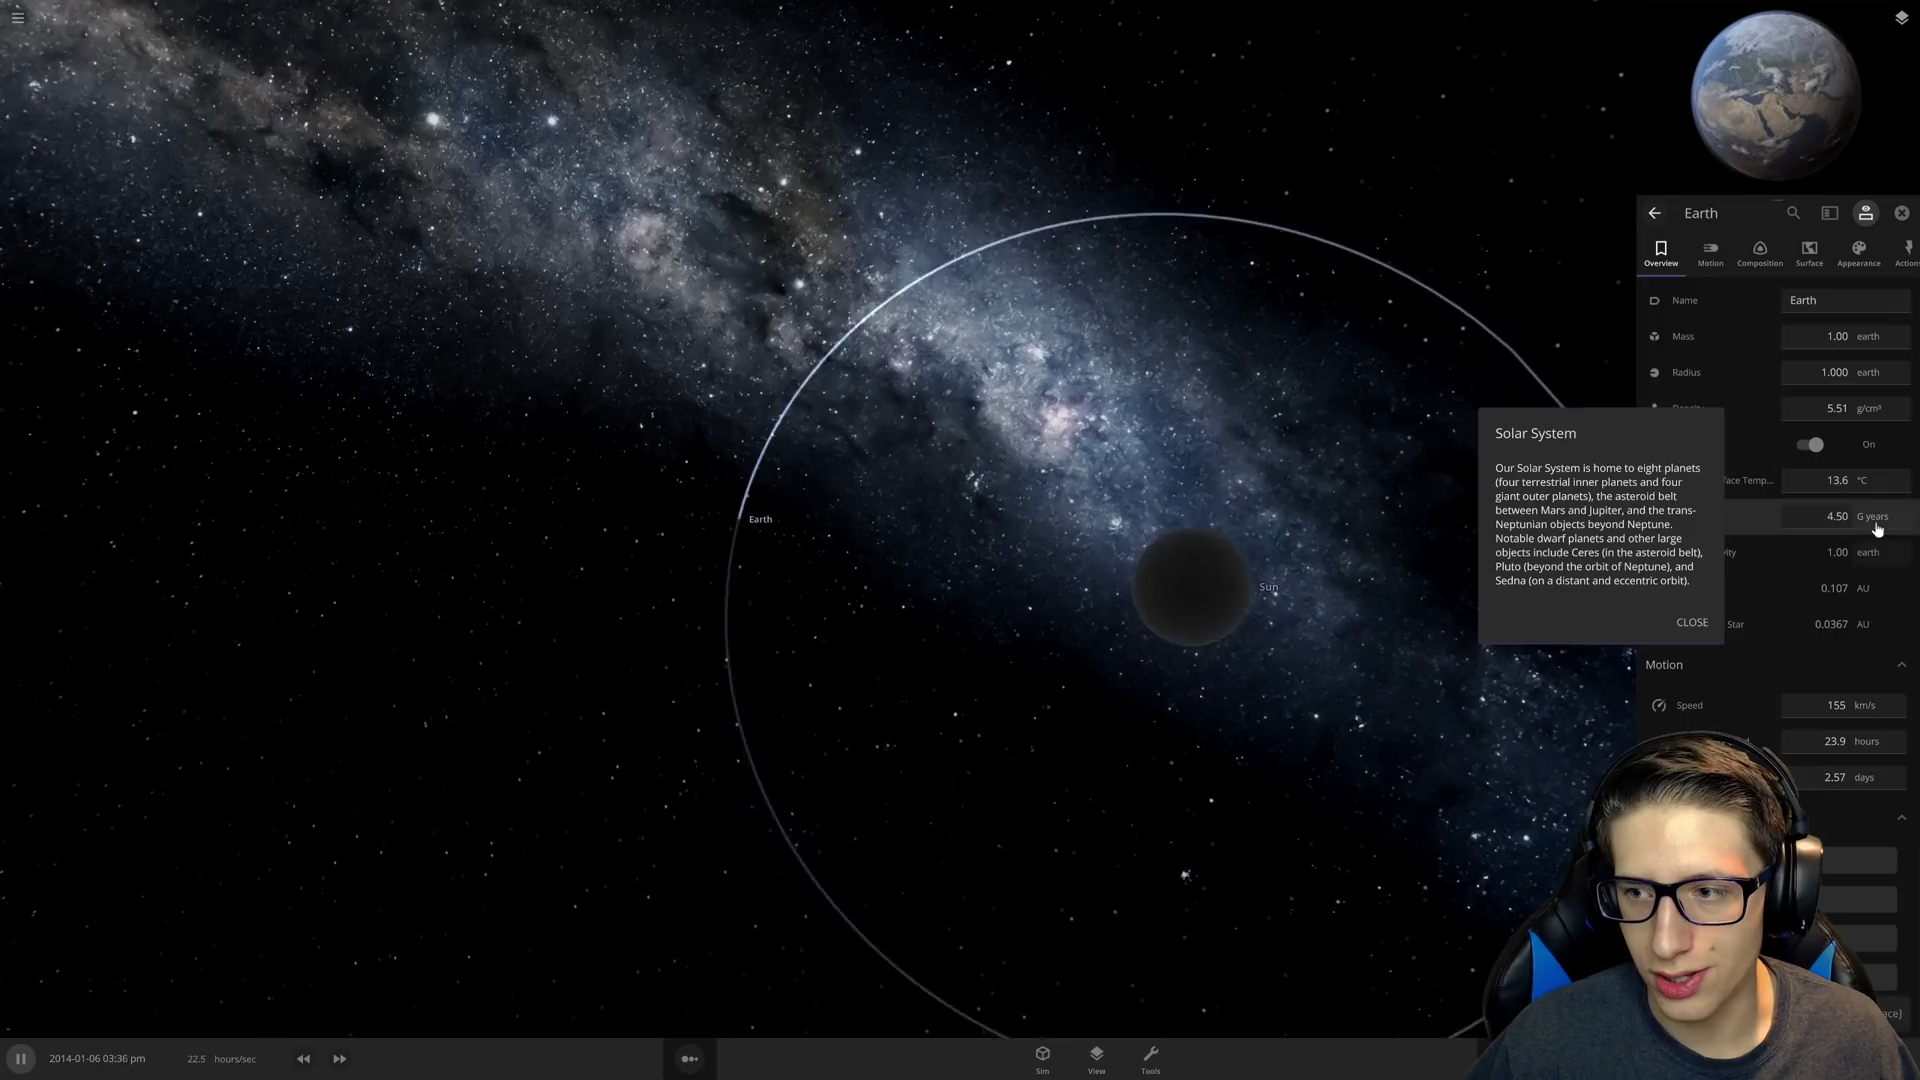 Earth
Overview
Motion
Composition
Surface
Appearance
Actions
Name
Earth
Mass
1.00 earth
Radius
1.000 earth
5.51 g/cm³
On
face Temp...
13.6 °C
4.50 G years
1.00 earth
0.107 AU
Star
0.0367 AU
Motion
Speed
155 km/s
23.9 hours
2.57 days
Solar System
Our Solar System is home to eight planets
(four terrestrial inner planets and four
giant outer planets), the asteroid belt
between Mars and Jupiter, and the trans-
Neptunian objects beyond Neptune.
Notable dwarf planets and other large
objects include Ceres (in the asteroid belt),
Pluto (beyond the orbit of Neptune), and
Sedna (on a distant and eccentric orbit).
CLOSE
Earth
Sun
2014-01-06 03:36 pm
22.5 hours/sec
Sim
View
Tools